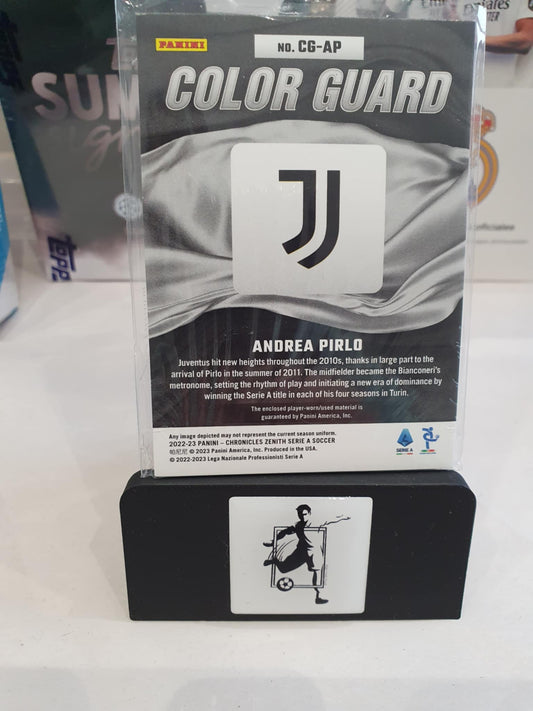 PANINI
NO. CG-AP
COLOR GUARD
ANDREA PIRLO
Juventus hit new heights throughout the 2010s, thanks in large part to the
arrival of Pirlo in the summer of 2011. The midfielder became the Bianconeri's
metronome, setting the rhythm of play and initiating a new era of dominance by
winning the Serie A title in each of his four seasons in Turin.
The enclosed player-worn/used material is
guaranteed by Panini America, Inc.
Any image depicted may not represent the current season uniform.
2022-23 PANINI – CHRONICLES ZENITH SERIE A SOCCER
帕尼尼 © 2023 Panini America, Inc. Produced in the USA.
© 2022-2023 Lega Nazionale Professionisti Serie A
SERIE A
SUM
Emirates